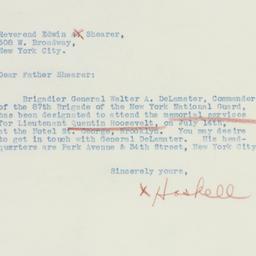 Reverend Edwin Shearer,
608 W. Broadway,
New York City.
Dear Father Shearer:
Brigadier General Walter A. DeLamater, Commander
of the 87th Brigade of the New York National Guard,
has been designated to attend the memorial services
for Lieutenant Quentin Roosevelt, on July 14th,
at the Hotel St. George, Brooklyn. You may desire
to get in touch with General DeLamater. His head-
quarters are Park Avenue & 34th Street, New York City
Sincerely yours,
x Haskell